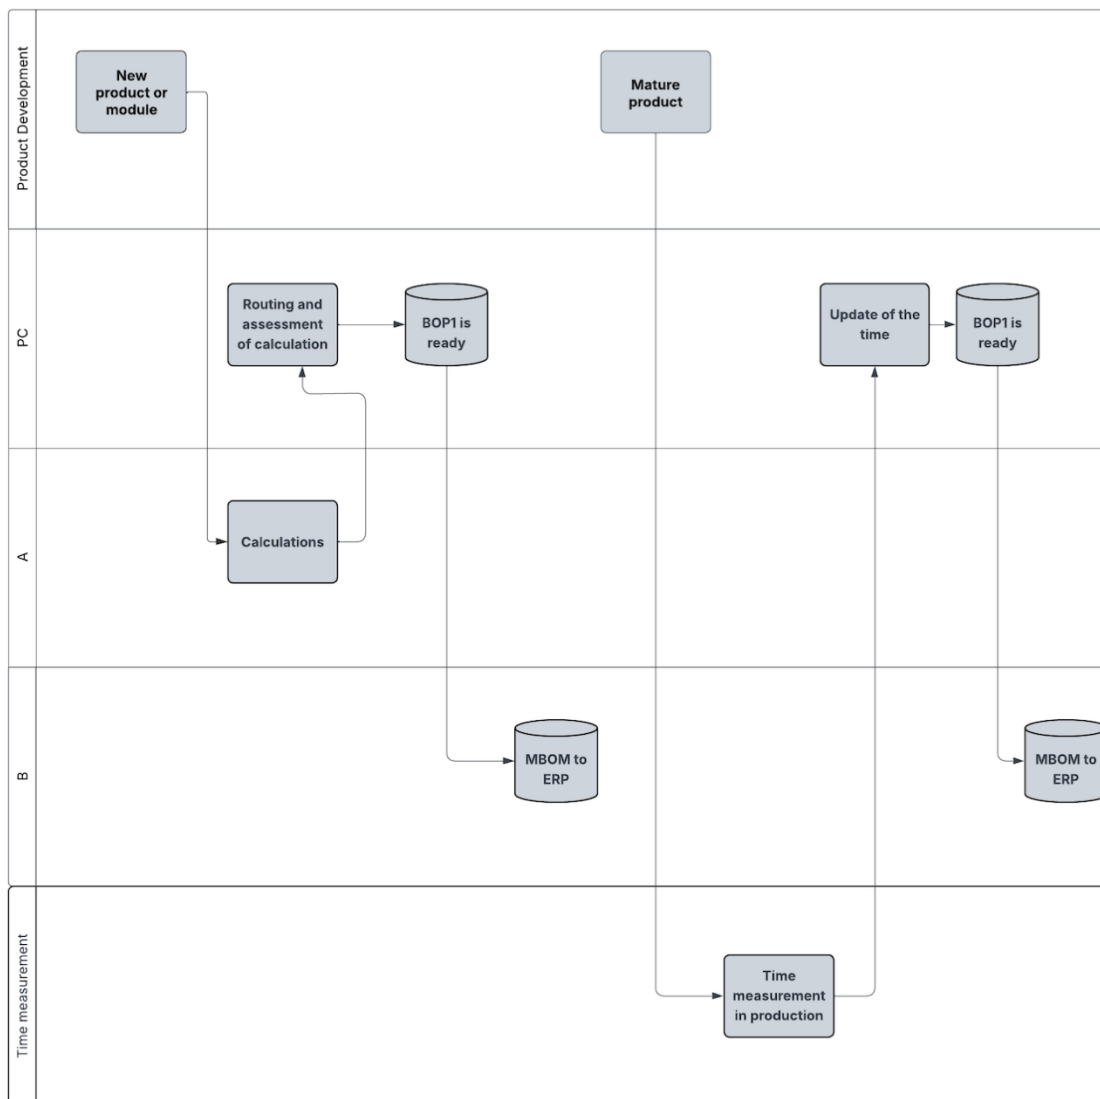 Product Development
New
product or
module
Mature
product
PC
Routing and
assessment
of calculation
BOP1 is
ready
Update of the
time
BOP1 is
ready
A
Calculations
B
MBOM to
ERP
MBOM to
ERP
Time measurement
Time
measurement
in production